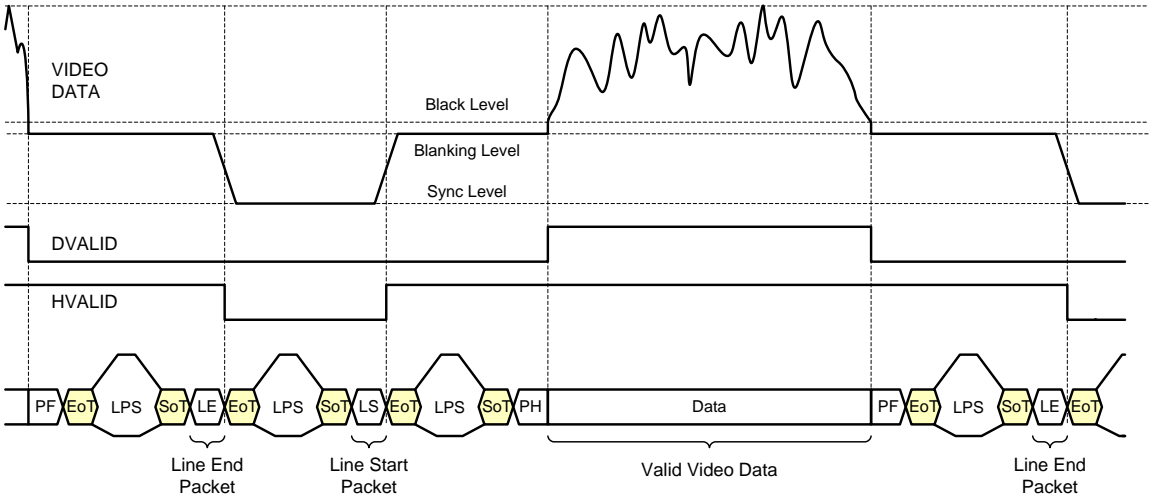 VIDEO
DATA
Black Level
Blanking Level
Sync Level
DVALID
HVALID
PF EoT LPS SoT LE EoT LPS SoT LS EoT LPS SoT PH Data PF EoT LPS SoT LE EoT
Line End
Packet
Line Start
Packet
Valid Video Data
Line End
Packet